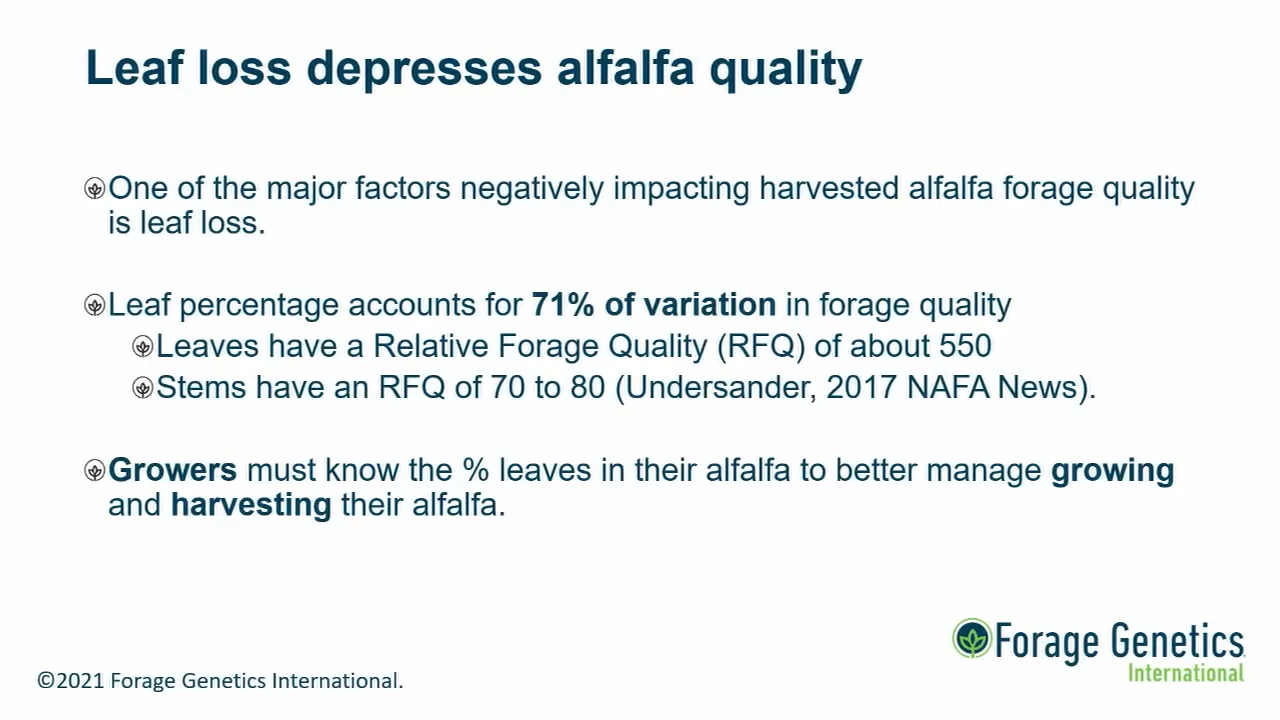 Leaf loss depresses alfalfa quality
One of the major factors negatively impacting harvested alfalfa forage quality
is leaf loss.
Leaf percentage accounts for 71% of variation in forage quality
Leaves have a Relative Forage Quality (RFQ) of about 550
Stems have an RFQ of 70 to 80 (Undersander, 2017 NAFA News).
Growers must know the % leaves in their alfalfa to better manage growing
and harvesting their alfalfa.
Forage Genetics
International
©2021 Forage Genetics International.